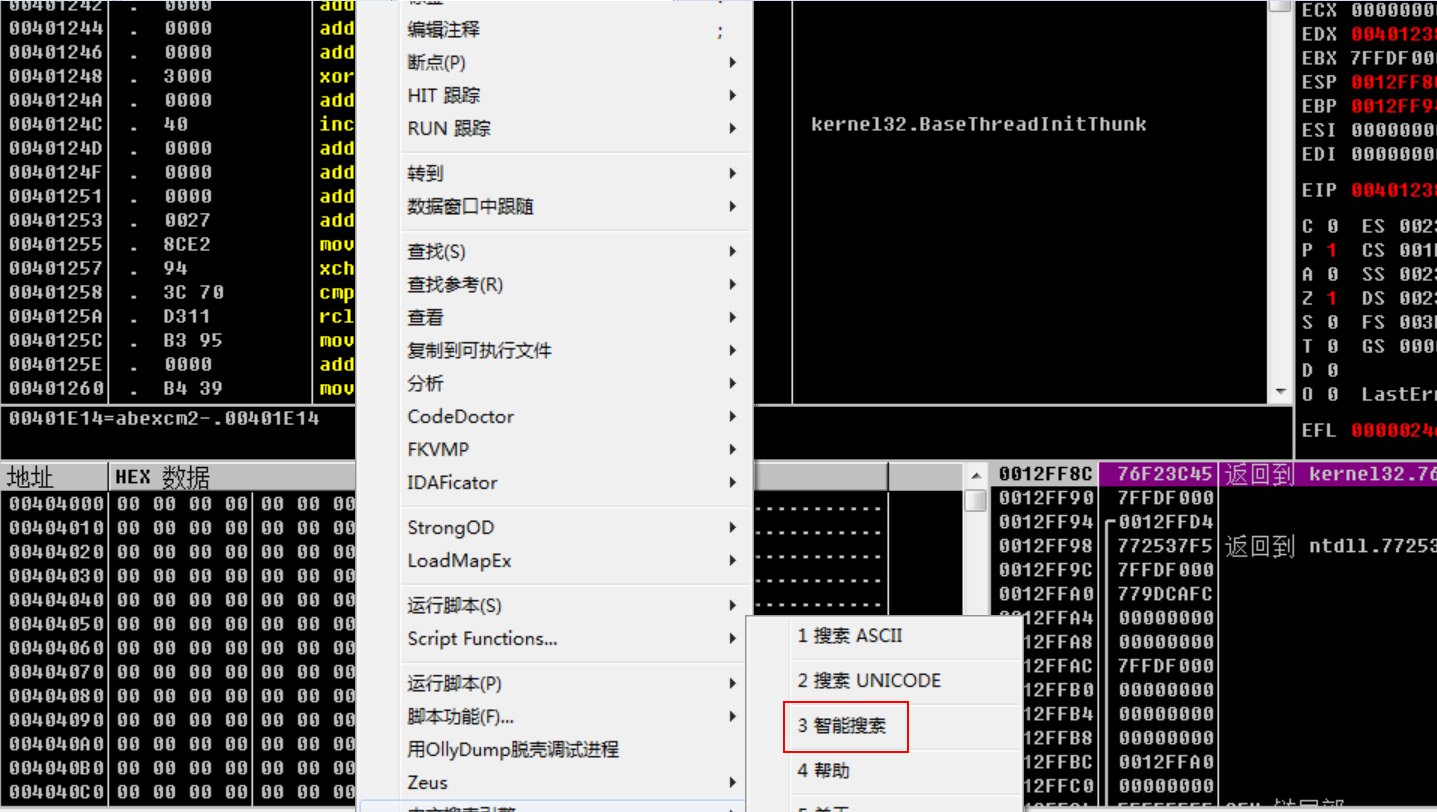 00401242 . 0000 add
00401244 . 0000 add
00401246 . 0000 add
00401248 . 3000 xor
0040124A . 0000 add
0040124C . 40 inc
0040124D . 0000 add
0040124F . 0000 add
00401251 . 0000 add
00401253 . 0027 add
00401255 . 8CE2 mov
00401257 . 94 xch
00401258 . 3C 70 cmp
0040125A . D311 rcl
0040125C . B3 95 mov
0040125E . 0000 add
00401260 . B4 39 mov
00401E14=abexcm2-.00401E14
编辑注释 ;
断点(P)
HIT 跟踪
RUN 跟踪
转到
数据窗口中跟随
查找(S)
查找参考(R)
查看
复制到可执行文件
分析
CodeDoctor
FKVMP
IDAFicator
StrongOD
LoadMapEx
运行脚本(S)
Script Functions...
运行脚本(P)
脚本功能(F)...
用OllyDump脱壳调试进程
Zeus
中文搜索引擎
1 搜索 ASCII
2 搜索 UNICODE
3 智能搜索
4 帮助
5 关于
kernel32.BaseThreadInitThunk
ECX 0000000
EDX 0040123
EBX 7FFDF00
ESP 0012FF8
EBP 0012FF9
ESI 0000000
EDI 0000000
EIP 0040123
C 0 ES 002
P 1 CS 001
A 0 SS 002
Z 1 DS 002
S 0 FS 003
T 0 GS 000
D 0
O 0 LastErr
EFL 0000024
地址 HEX 数据
00404000 00 00 00 00 00 00 00
00404010 00 00 00 00 00 00 00
00404020 00 00 00 00 00 00 00
00404030 00 00 00 00 00 00 00
00404040 00 00 00 00 00 00 00
00404050 00 00 00 00 00 00 00
00404060 00 00 00 00 00 00 00
00404070 00 00 00 00 00 00 00
00404080 00 00 00 00 00 00 00
00404090 00 00 00 00 00 00 00
004040A0 00 00 00 00 00 00 00
004040B0 00 00 00 00 00 00 00
004040C0 00 00 00 00 00 00 00
0012FF8C 76F23C45 返回到 kernel32.76
0012FF90 7FFDF000
0012FF94 0012FFD4
0012FF98 772537F5 返回到 ntdll.77253
0012FF9C 7FFDF000
0012FFA0 779DCAFC
12FFA4 00000000
12FFA8 00000000
12FFAC 7FFDF000
12FFB0 00000000
12FFB4 00000000
12FFB8 00000000
12FFBC 0012FFA0
12FFC0 00000000